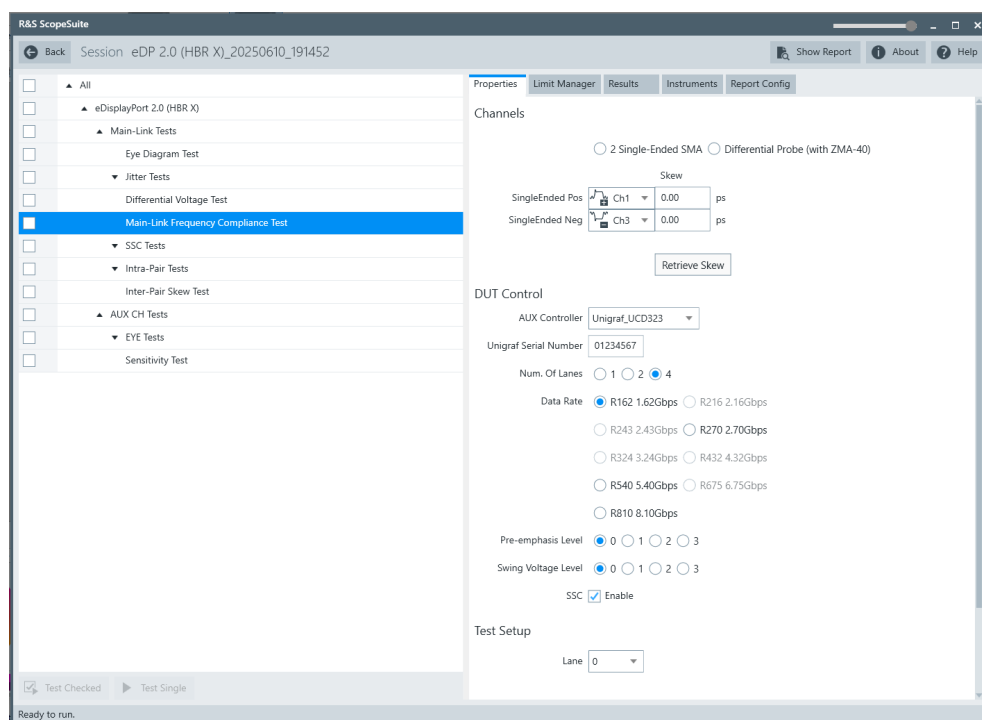 R&S ScopeSuite
Back Session eDP 2.0 (HBR X)_20250610_191452 Show Report About Help
All
eDisplayPort 2.0 (HBR X)
Main-Link Tests
Eye Diagram Test
Jitter Tests
Differential Voltage Test
Main-Link Frequency Compliance Test
SSC Tests
Intra-Pair Tests
Inter-Pair Skew Test
AUX CH Tests
EYE Tests
Sensitivity Test
Test Checked Test Single
Properties Limit Manager Results Instruments Report Config
Channels
2 Single-Ended SMA Differential Probe (with ZMA-40)
Skew
SingleEnded Pos Ch1 0.00 ps
SingleEnded Neg Ch3 0.00 ps
Retrieve Skew
DUT Control
AUX Controller Unigraf_UCD323
Unigraf Serial Number 01234567
Num. Of Lanes 1 2 4
Data Rate R162 1.62Gbps R216 2.16Gbps
R243 2.43Gbps R270 2.70Gbps
R324 3.24Gbps R432 4.32Gbps
R540 5.40Gbps R675 6.75Gbps
R810 8.10Gbps
Pre-emphasis Level 0 1 2 3
Swing Voltage Level 0 1 2 3
SSC Enable
Test Setup
Lane 0
Ready to run.